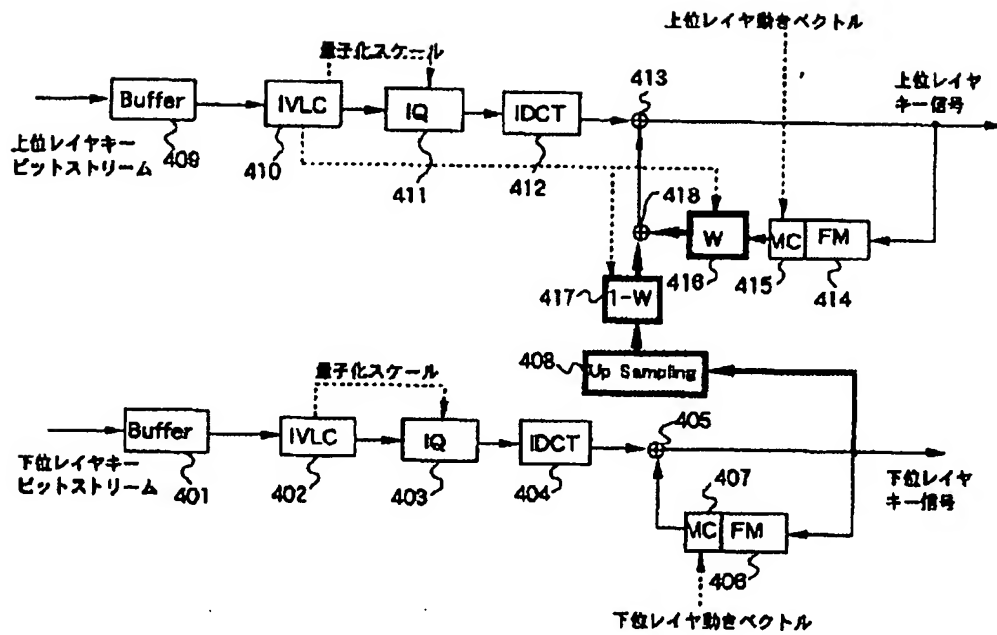 上位レイヤ動きベクトル
量子化スケール
413
上位レイヤ
キー信号
Buffer
IVLC
IQ
IDCT
上位レイヤキー
ビットストリーム
409
410
411
412
418
W
MC
FM
416
415
414
417
1-W
408
Up Sampling
量子化スケール
405
Buffer
IVLC
IQ
IDCT
下位レイヤキー
ビットストリーム
401
402
403
404
407
下位レイヤ
キー信号
MC
FM
406
下位レイヤ動きベクトル